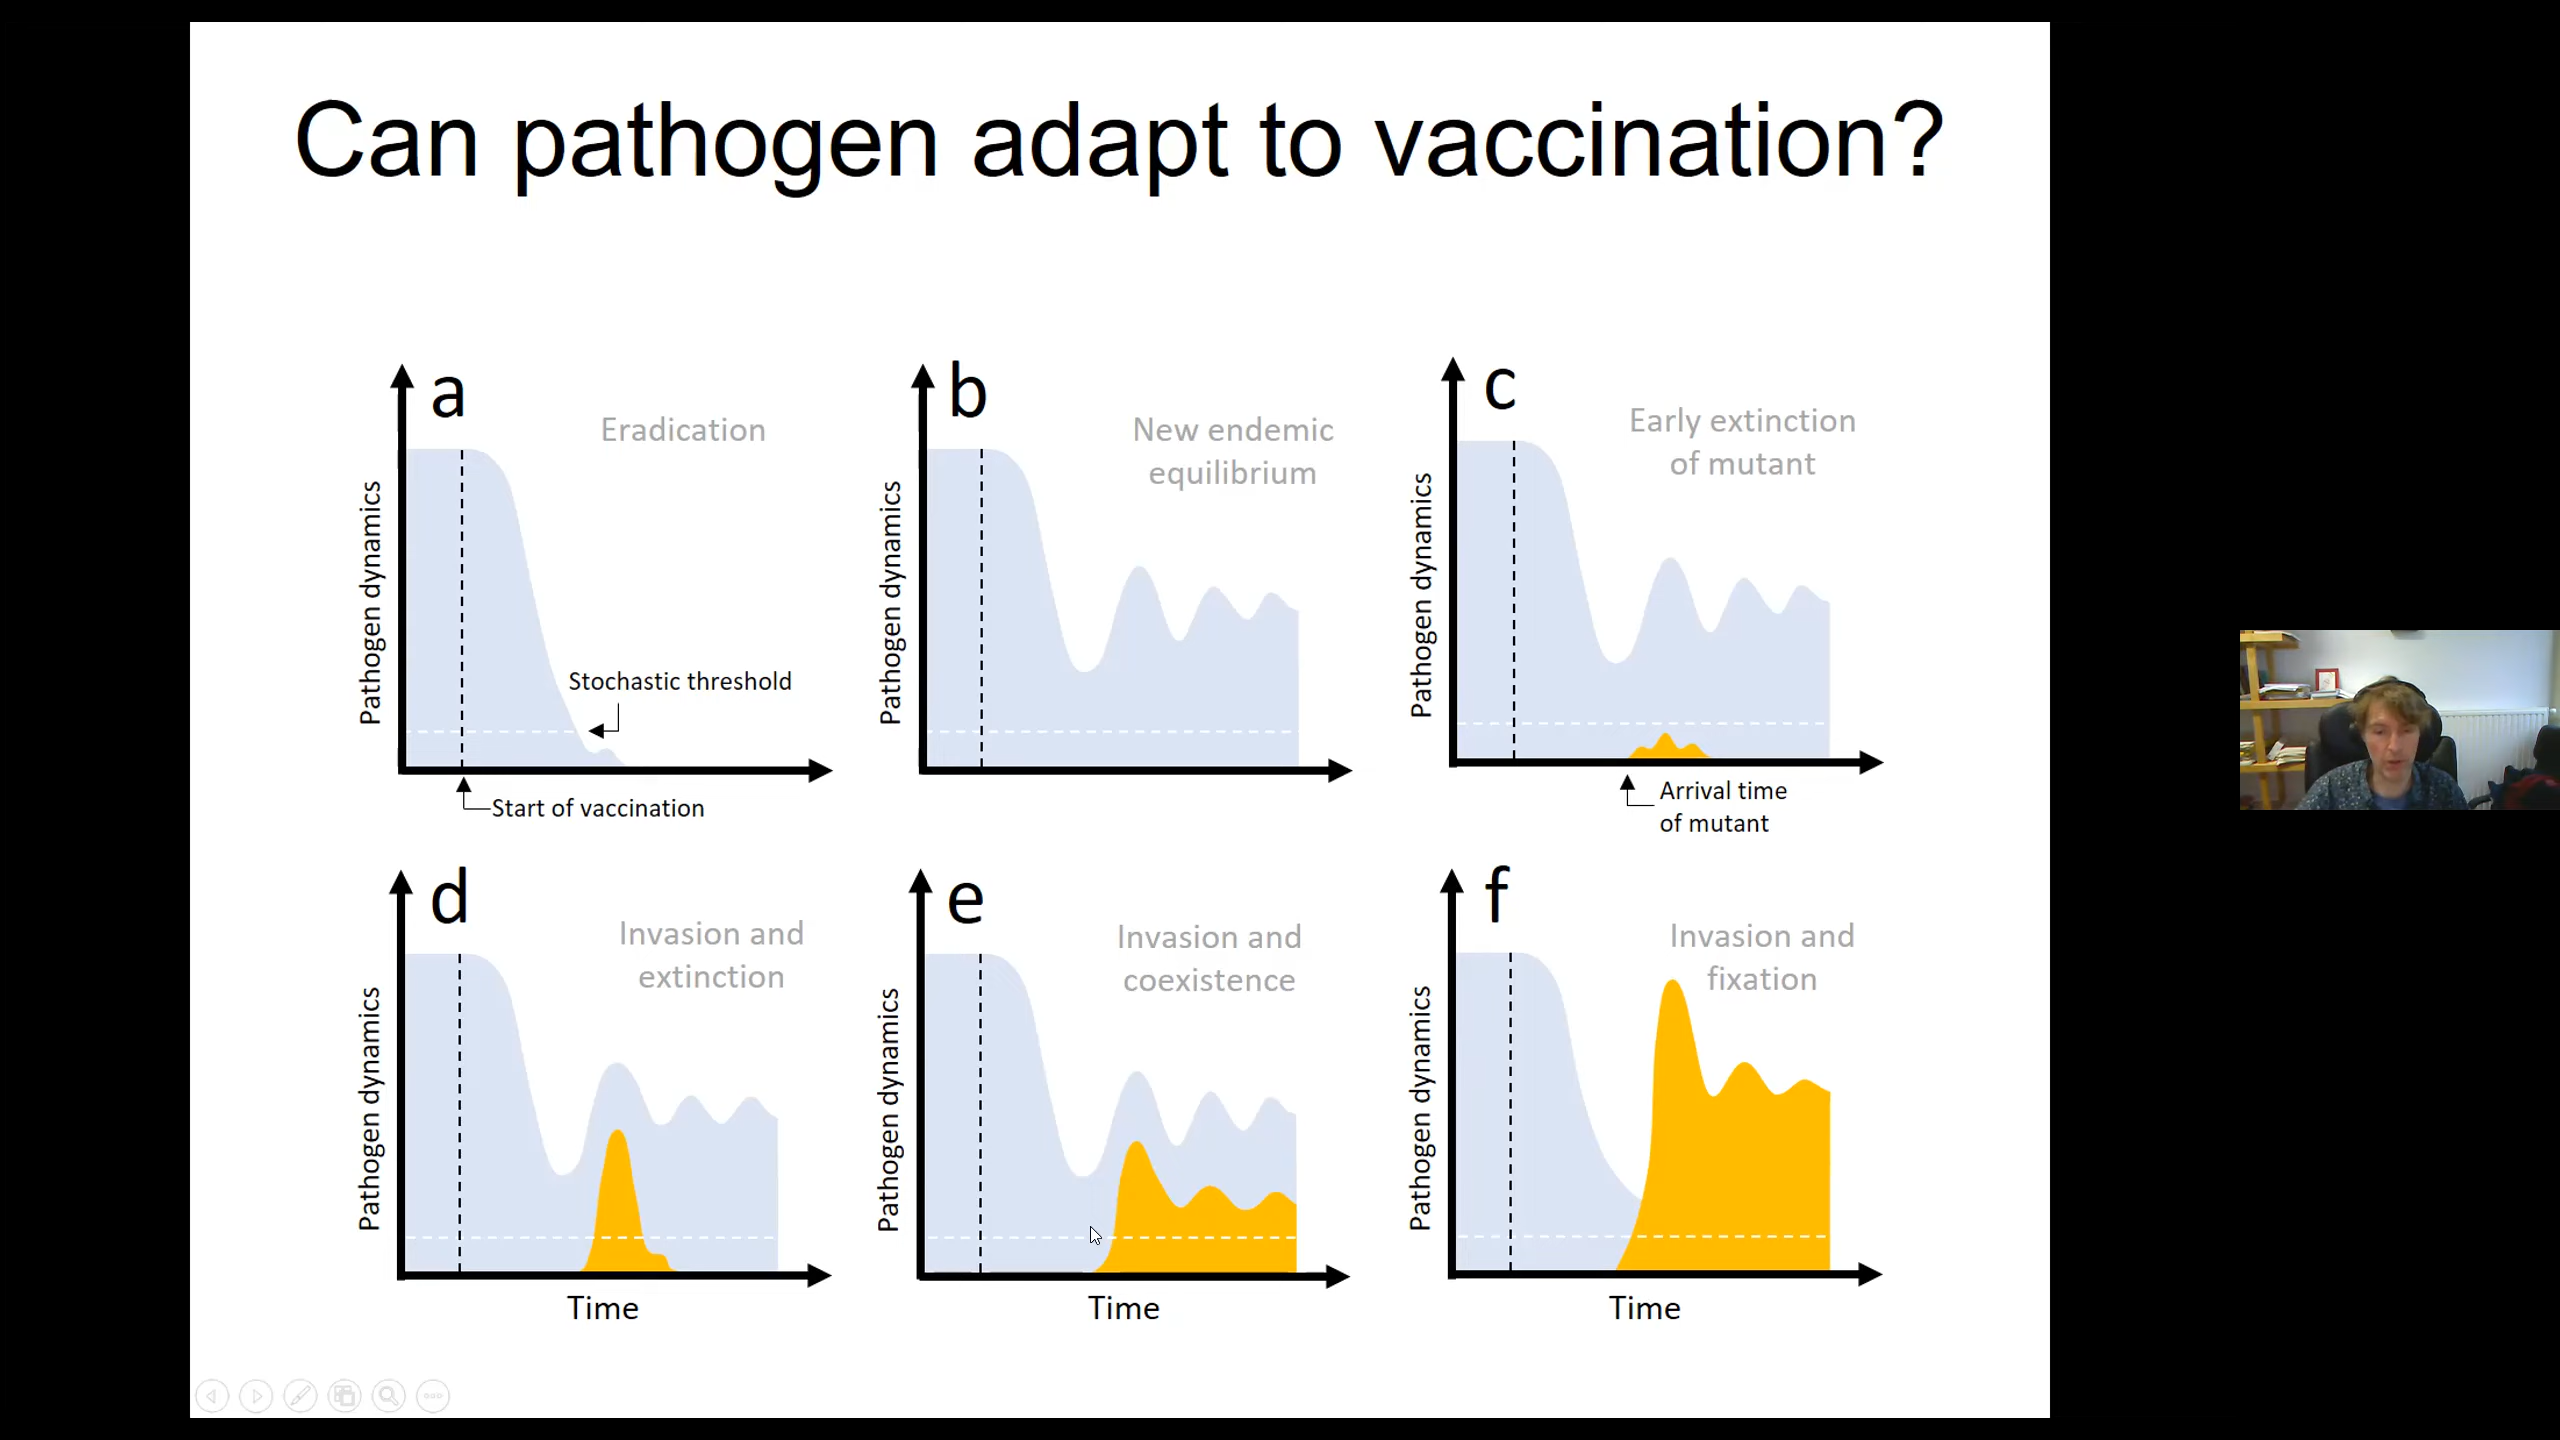 Can pathogen adapt to vaccination?
a
Eradication
Pathogen dynamics
Stochastic threshold
Start of vaccination
b
New endemic
equilibrium
Pathogen dynamics
c
Early extinction
of mutant
Pathogen dynamics
Arrival time
of mutant
d
Invasion and
extinction
Pathogen dynamics
Time
e
Invasion and
coexistence
Pathogen dynamics
Time
f
Invasion and
fixation
Pathogen dynamics
Time